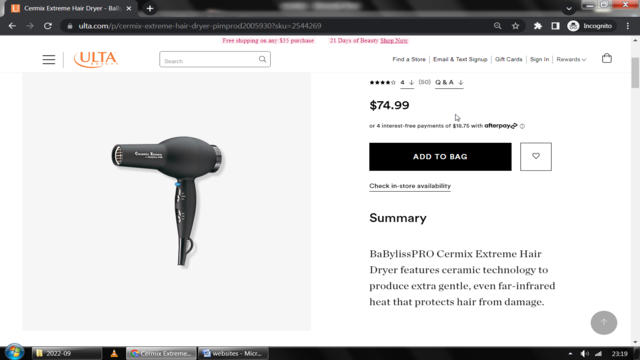 Cermix Extreme Hair Dryer - BaBy
ulta.com/p/cermix-extreme-hair-dryer-pimprod2005930?sku=2544269
Incognito
Free shipping on any $35 purchase 21 Days of Beauty Shop Now
ULTA
BEAUTY
Search
Find a Store
Email & Text Signup
Gift Cards
Sign In
Rewards
4 (50) Q & A
$74.99
or 4 interest-free payments of $18.75 with afterpay
ADD TO BAG
Check in-store availability
Summary
BaBylissPRO Cermix Extreme Hair
Dryer features ceramic technology to
produce extra gentle, even far-infrared
heat that protects hair from damage.
2022-09
Cermix Extreme...
websites - Micr...
23:19